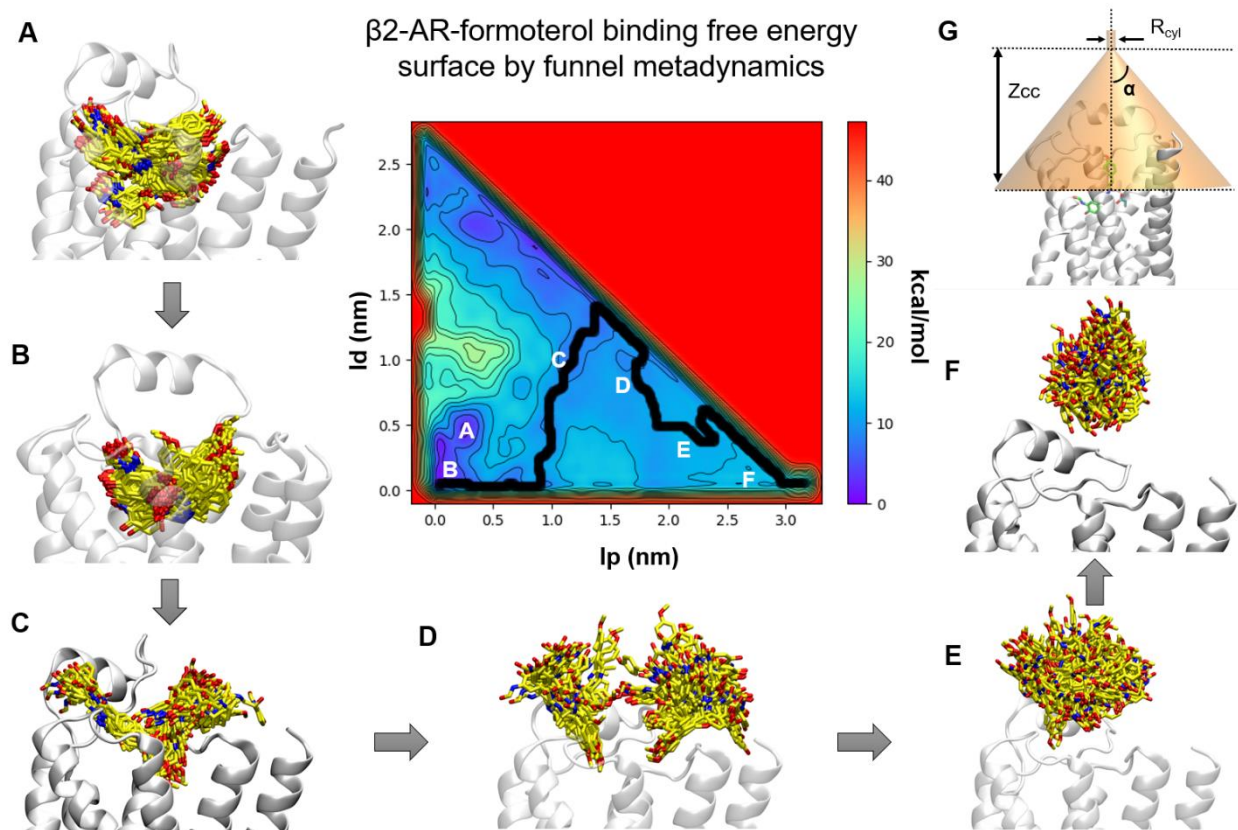 A
β2-AR-formoterol binding free energy
surface by funnel metadynamics
G
Rcyl
Zcc
α
B
C
D
E
F
ld (nm)
2.5
2.0
1.5
1.0
0.5
0.0
C
D
A
E
B
F
0.0 0.5 1.0 1.5 2.0 2.5 3.0
lp (nm)
40
30
20
10
0
kcal/mol